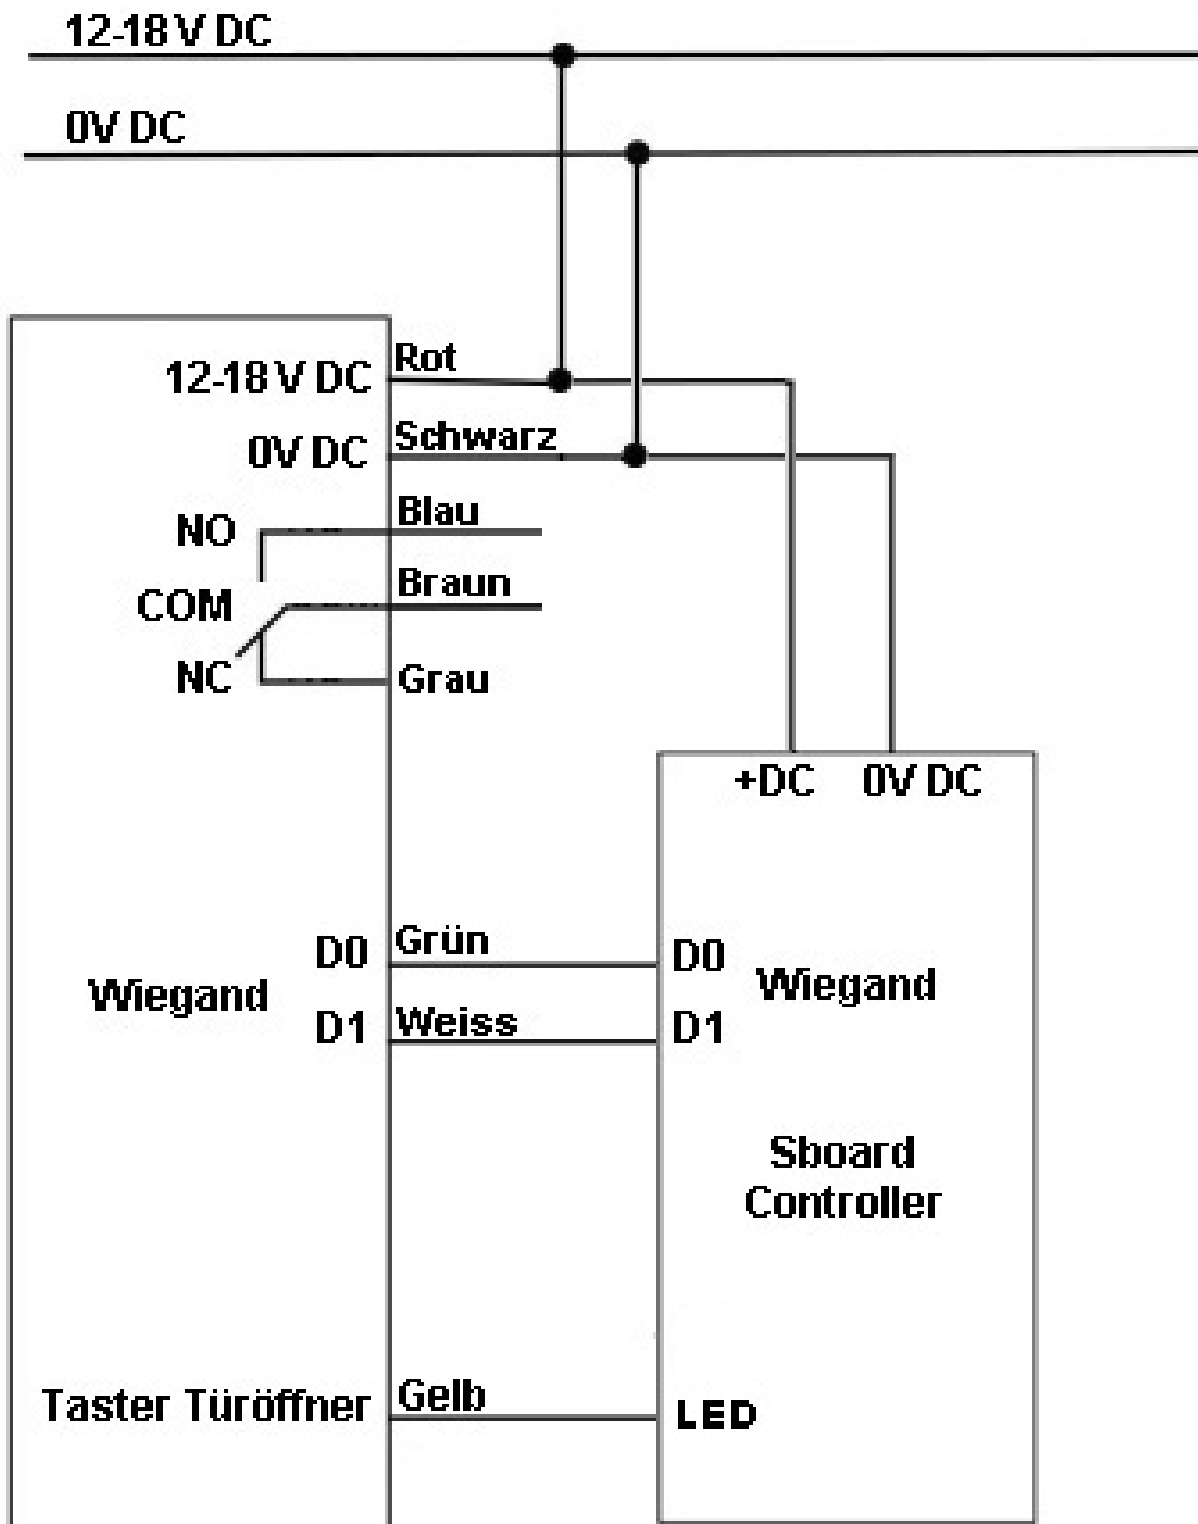 12-18 V DC
0V DC
Rot
12-18 V DC
Schwarz
0V DC
Blau
NO
Braun
COM
NC
Grau
+DC 0V DC
Grün
D0
D0
Wiegand
Wiegand
Weiss
D1
D1
Sboard
Controller
Gelb
Taster Türöffner
LED